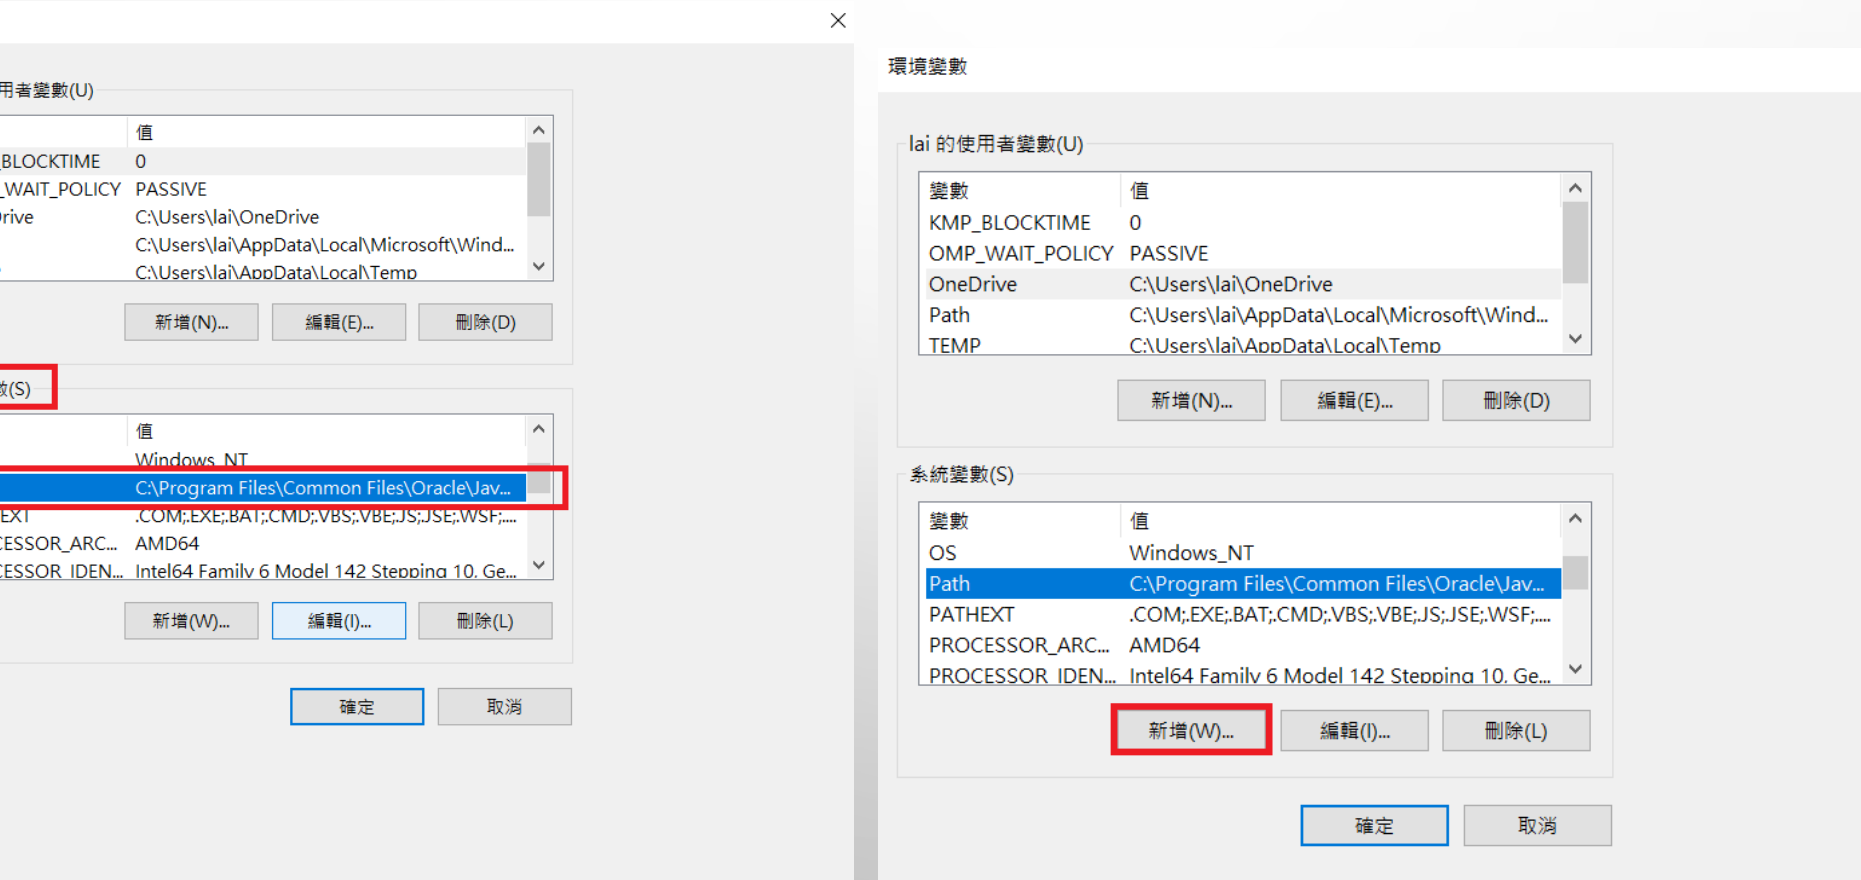 用者變數(U)
值
_BLOCKTIME 0
_WAIT_POLICY PASSIVE
rive C:\Users\lai\OneDrive
C:\Users\lai\AppData\Local\Microsoft\Wind...
C:\Users\lai\AppData\Local\Temp
新增(N)... 編輯(E)... 刪除(D)
數(S)
值
Windows_NT
C:\Program Files\Common Files\Oracle\Jav...
EXT .COM;.EXE;.BAT;.CMD;.VBS;.VBE;.JS;.JSE;.WSF;....
CESSOR_ARC... AMD64
CESSOR_IDEN... Intel64 Family 6 Model 142 Stepping 10, Ge...
新增(W)... 編輯(I)... 刪除(L)
確定 取消
環境變數
lai 的使用者變數(U)
變數 值
KMP_BLOCKTIME 0
OMP_WAIT_POLICY PASSIVE
OneDrive C:\Users\lai\OneDrive
Path C:\Users\lai\AppData\Local\Microsoft\Wind...
TEMP C:\Users\lai\AppData\Local\Temp
新增(N)... 編輯(E)... 刪除(D)
系統變數(S)
變數 值
OS Windows_NT
Path C:\Program Files\Common Files\Oracle\Jav...
PATHEXT .COM;.EXE;.BAT;.CMD;.VBS;.VBE;.JS;.JSE;.WSF;....
PROCESSOR_ARC... AMD64
PROCESSOR_IDEN... Intel64 Family 6 Model 142 Stepping 10, Ge...
新增(W)... 編輯(I)... 刪除(L)
確定 取消